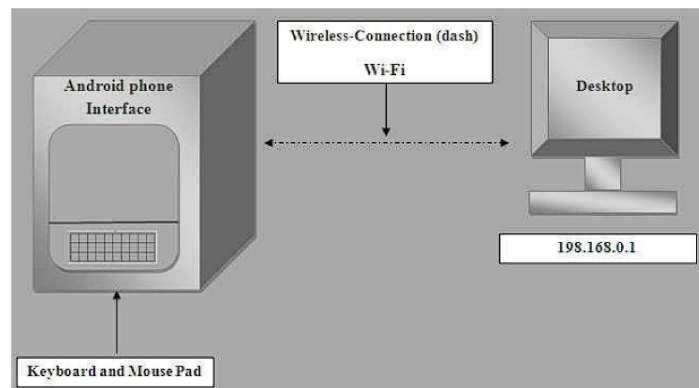 Wireless-Connection (dash)
Wi-Fi
Android phone
Interface
Desktop
198.168.0.1
Keyboard and Mouse Pad